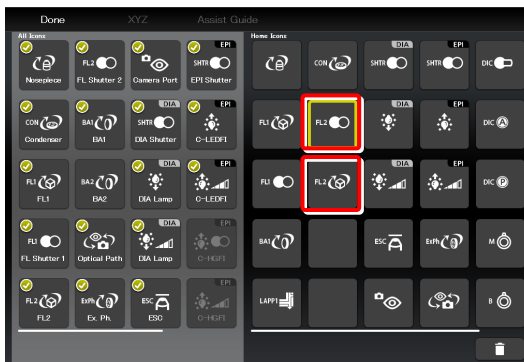 Done XYZ Assist Guide
All Icons
Home Icons
Nosepiece
FL2
FL Shutter 2
Camera Port
EPI
SHTR
EPI Shutter
CON
Condenser
BA1
BA1
DIA
SHTR
DIA Shutter
EPI
C-LEDFI
FL1
FL1
BA2
BA2
DIA
DIA Lamp
EPI
C-LEDFI
FL1
FL Shutter 1
Optical Path
DIA
DIA Lamp
EPI
C-HGFI
FL2
FL2
ExPh
Ex. Ph.
ESC
ESC
EPI
C-HGFI
CON
DIA
SHTR
EPI
SHTR
DIC
FL1
FL2
DIA
EPI
DIC A
FL1
FL2
DIA
EPI
DIC P
BA1
ESC
ExPh
M
LAPP1
B